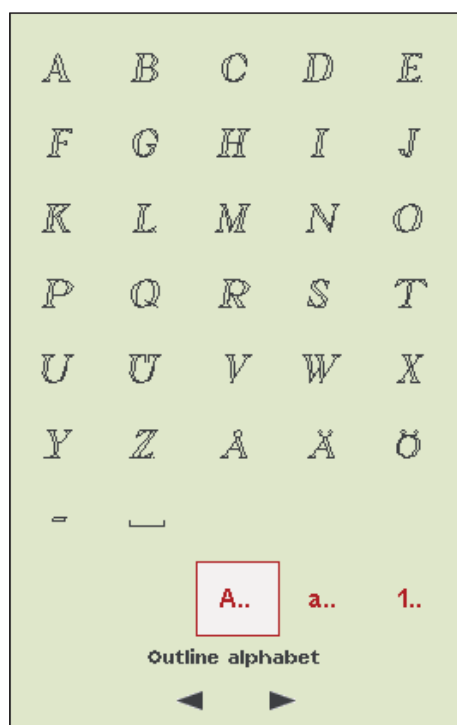 A B C D E
F G H I J
K L M N O
P Q R S T
U Ü V W X
Y Z Å Ä Ö
- ⎵
A.. a.. 1..
Outline alphabet